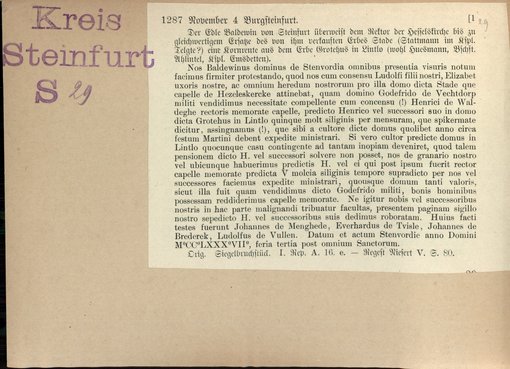 Kreis
Steinfurt
S 29
1287 November 4 Burgsteinfurt. [1
29
Der Edle Baldewin von Steinfurt überweist dem Rektor der Hesselskirche bis zu
gleichwertigem Ersatze des von ihm verkauften Erbes Stade (Stattmann im Kspl.
Telgte?) eine Kornrente aus dem Erbe Grotehus in Lintlo (wohl Huesmann, Bschft.
Ahlintel, Kspl. Emsdetten).
Nos Baldewinus dominus de Stenvordia omnibus presentia visuris notum
facimus firmiter protestando, quod nos cum consensu Ludolfi filii nostri, Elizabet
uxoris nostre, ac omnium heredum nostrorum pro illa domo dicta Stade que
capelle de Hezeleskercke attinebat, quam domino Godefrido de Vechtdorp
militi vendidimus necessitate compellente cum concensu (!) Henrici de Wal-
deghe rectoris memorate capelle, predicto Henrico vel successori suo in domo
dicta Grotehus in Lintlo quinque molt siliginis per mensuram, que spikermate
dicitur, assingnamus (!), que sibi a cultore dicte domus quolibet anno circa
festum Martini debent expedite ministrari. Si vero cultor predicte domus in
Lintlo quocumque casu contingente ad tantam inopiam deveniret, quod talem
pensionem dicto H. vel successori solvere non posset, nos de granario nostro
vel ubicunque habuerimus predictis H. vel ei qui post ipsum fuerit rector
capelle memorate predicta V molcia siliginis tempore supradicto per nos vel
successores faciemus expedite ministrari, quousque domum tanti valoris,
sicut illa fuit quam vendidimus dicto Godefrido militi, bonis hominibus
possessam reddiderimus capelle memorate. Ne igitur nobis vel successoribus
nostris in hac parte malignandi tribuatur facultas, presentem paginam sigillo
nostro sepedicto H. vel successoribus suis dedimus roboratam. Huius facti
testes fuerunt Johannes de Menghede, Everhardus de Tvisle, Johannes de
Brederek, Ludolfus de Vullen. Datum et actum Stenvordie anno Domini
MºCCºLXXXºVIIº, feria tertia post omnium Sanctorum.
Orig. Siegelbruchstück. I. Rep. A. 16. e. — Regest Niesert V. S. 80.